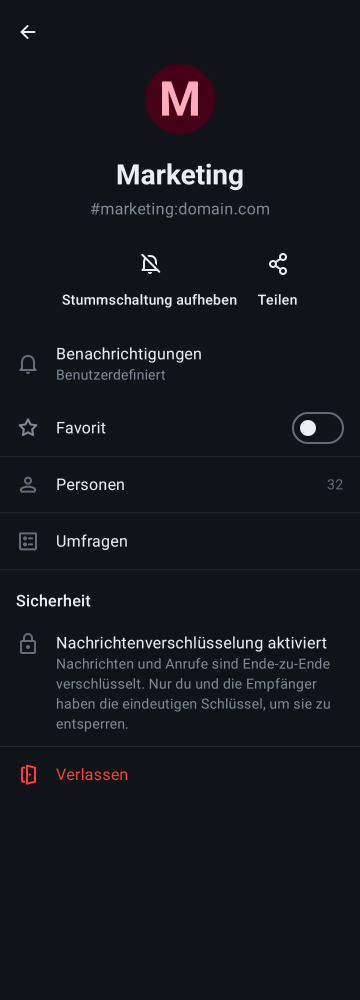 M
Marketing
#marketing:domain.com
Stummschaltung aufheben
Teilen
Benachrichtigungen
Benutzerdefiniert
Favorit
Personen
32
Umfragen
Sicherheit
Nachrichtenverschlüsselung aktiviert
Nachrichten und Anrufe sind Ende-zu-Ende
verschlüsselt. Nur du und die Empfänger
haben die eindeutigen Schlüssel, um sie zu
entsperren.
Verlassen